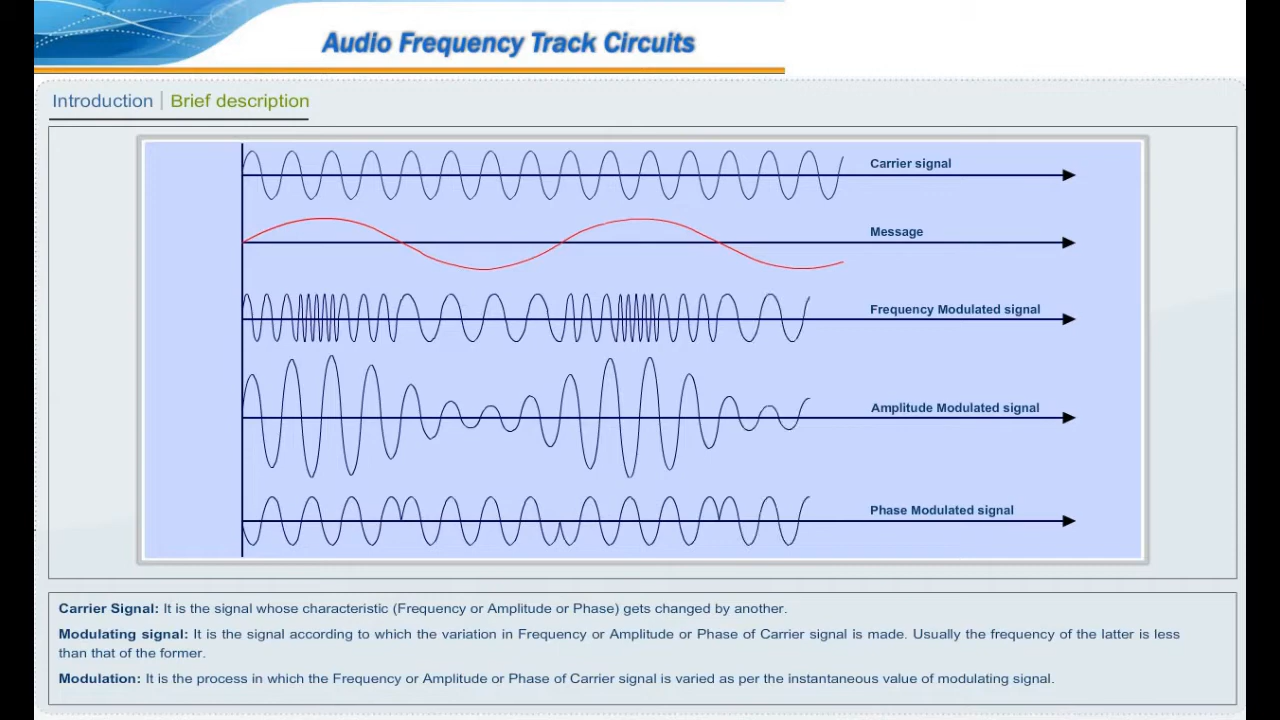 Audio Frequency Track Circuits
Introduction | Brief description
Carrier signal
Message
Frequency Modulated signal
Amplitude Modulated signal
Phase Modulated signal
Carrier Signal: It is the signal whose characteristic (Frequency or Amplitude or Phase) gets changed by another.
Modulating signal: It is the signal according to which the variation in Frequency or Amplitude or Phase of Carrier signal is made. Usually the frequency of the latter is less
than that of the former.
Modulation: It is the process in which the Frequency or Amplitude or Phase of Carrier signal is varied as per the instantaneous value of modulating signal.